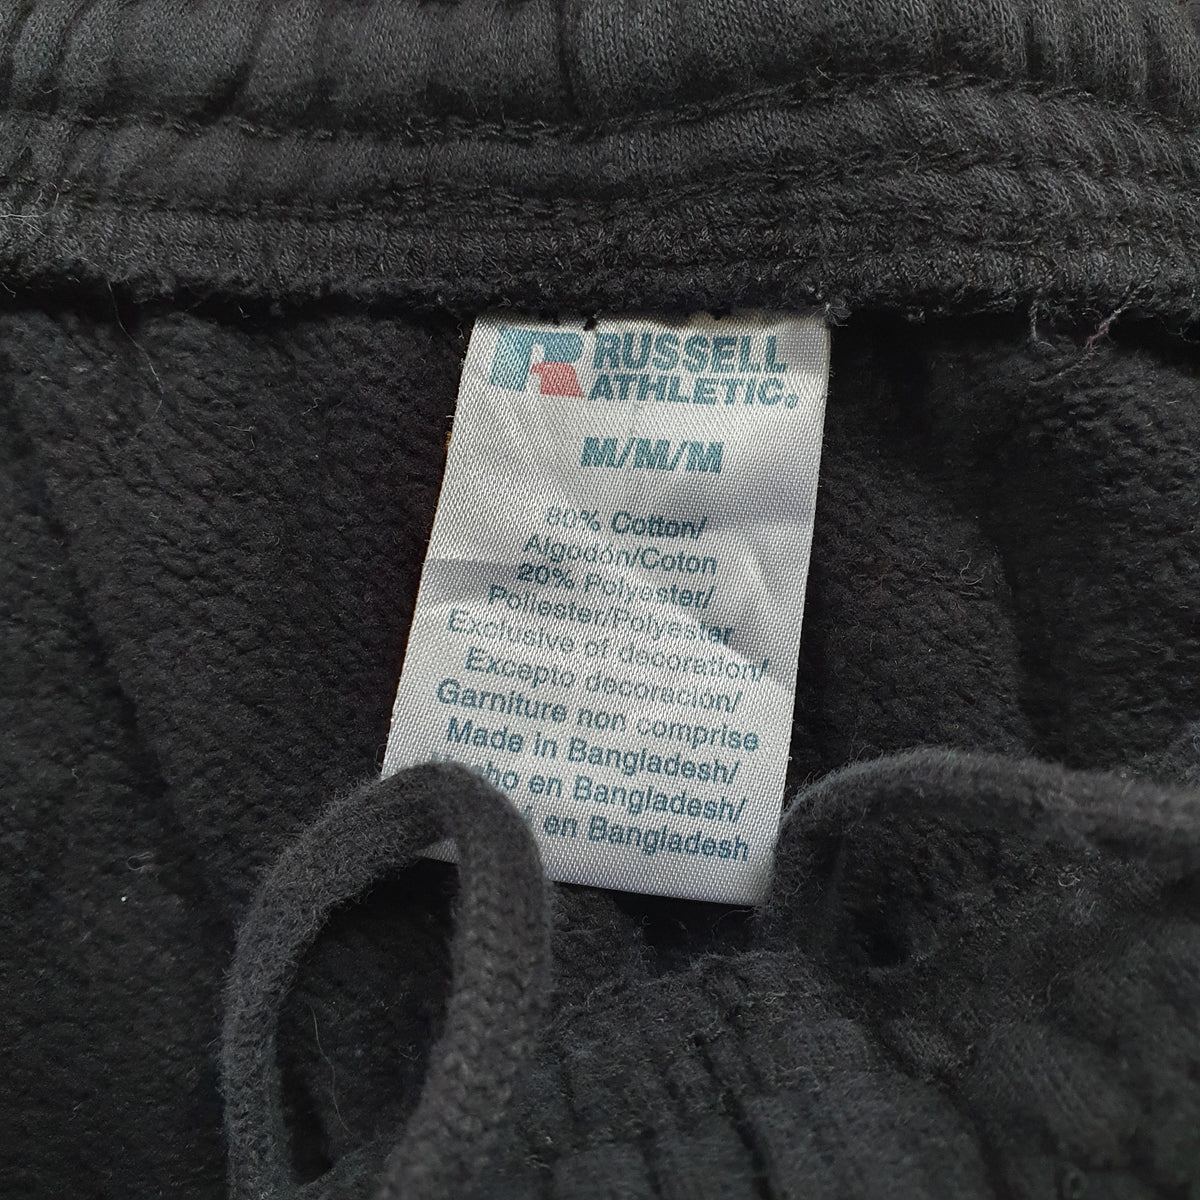 RUSSELL
ATHLETIC®
M/M/M
80% Cotton/
Algodón/Coton
20% Polyester/
Poliester/Polyester
Exclusive of decoration/
Excepto decoración/
Garniture non comprise
Made in Bangladesh/
en Bangladesh/
en Bangladesh